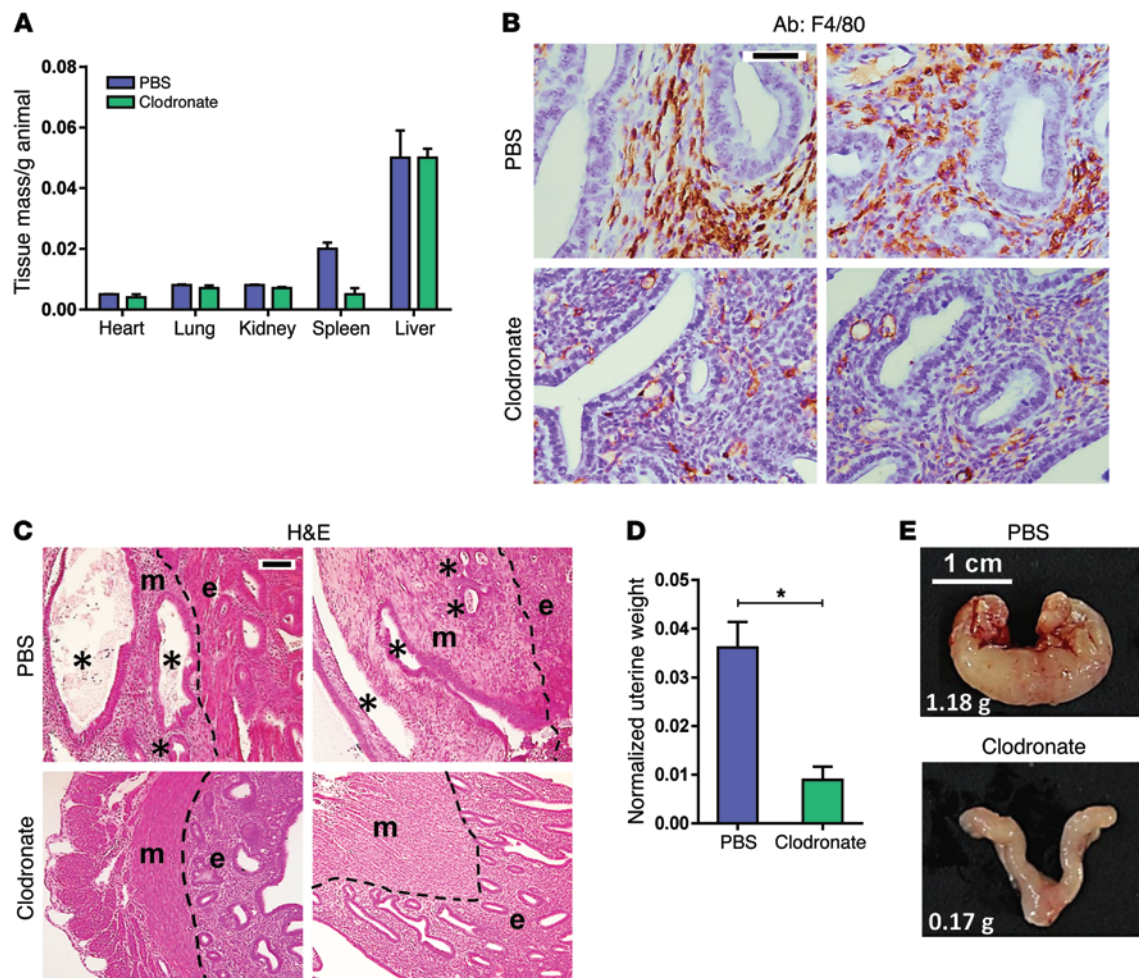 A
0.08
0.06
0.04
0.02
0.00
Tissue mass/g animal
PBS
Clodronate
Heart Lung Kidney Spleen Liver
B
Ab: F4/80
PBS
Clodronate
C
H&E
PBS
m e
* *
*
*
*
* m
*
e
Clodronate
m e
m
e
D
Normalized uterine weight
0.05
0.04
0.03
0.02
0.01
0.00
*
PBS Clodronate
E
PBS
1 cm
1.18 g
Clodronate
0.17 g